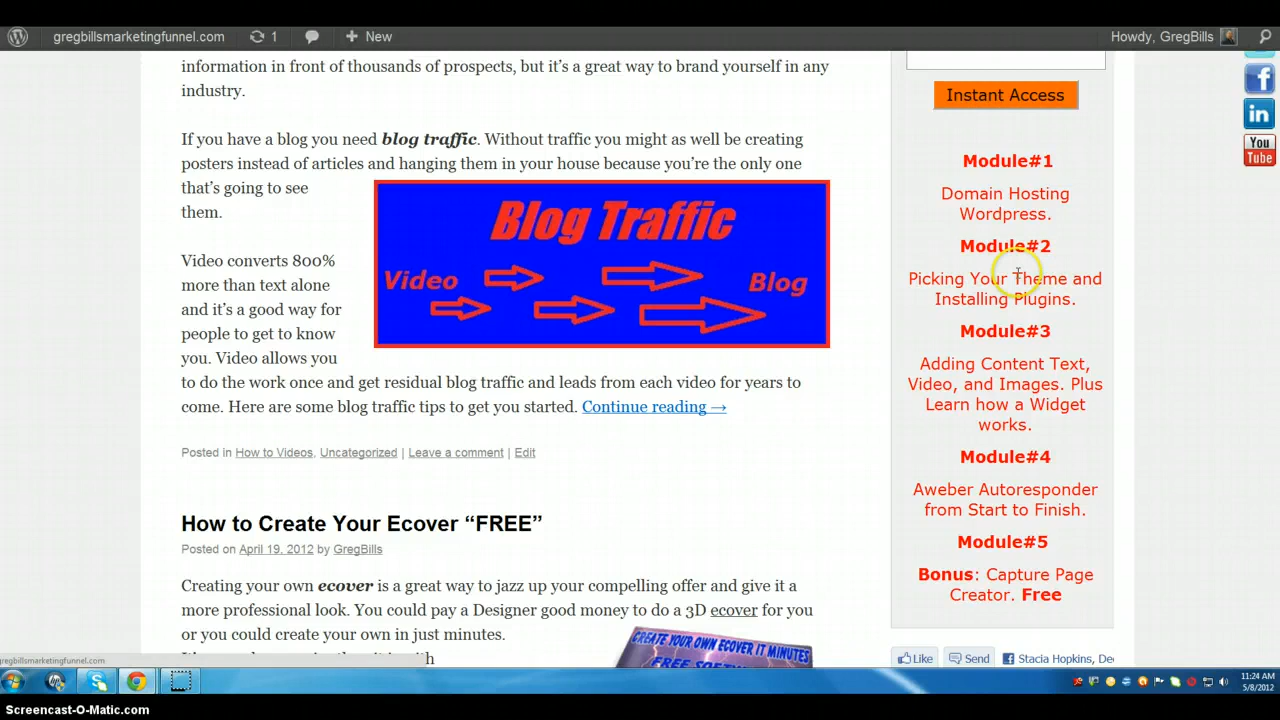 gregbillsmarketingfunnel.com 1 New Howdy, GregBills
information in front of thousands of prospects, but it's a great way to brand yourself in any
industry.
If you have a blog you need blog traffic. Without traffic you might as well be creating
posters instead of articles and hanging them in your house because you're the only one
that's going to see
them.
Video converts 800%
more than text alone
and it's a good way for
people to get to know
you. Video allows you
to do the work once and get residual blog traffic and leads from each video for years to
come. Here are some blog traffic tips to get you started. Continue reading →
Blog Traffic
Video
Blog
Posted in How to Videos, Uncategorized | Leave a comment | Edit
How to Create Your Ecover “FREE”
Posted on April 19, 2012 by GregBills
Creating your own ecover is a great way to jazz up your compelling offer and give it a
more professional look. You could pay a Designer good money to do a 3D ecover for you
or you could create your own in just minutes.
CREATE YOUR OWN ECOVER IT MINUTES
FREE SOFTWARE
Instant Access
Module#1
Domain Hosting
Wordpress.
Module#2
Picking Your Theme and
Installing Plugins.
Module#3
Adding Content Text,
Video, and Images. Plus
Learn how a Widget
works.
Module#4
Aweber Autoresponder
from Start to Finish.
Module#5
Bonus: Capture Page
Creator. Free
Like Send Stacia Hopkins, De
in
You
Tube
gregbillsmarketingfunnel.com
11:24 AM
5/8/2012
Screencast-O-Matic.com